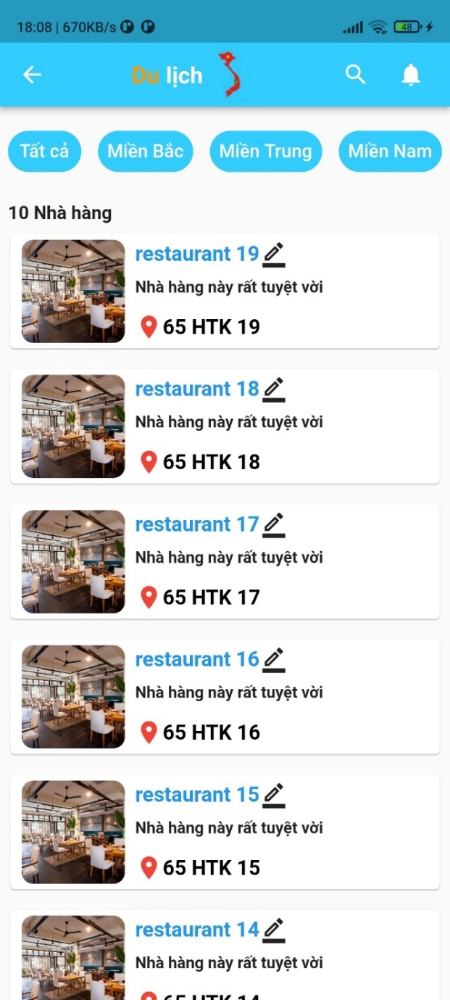 18:08 | 670KB/s
48
Du lịch
Tất cả
Miền Bắc
Miền Trung
Miền Nam
10 Nhà hàng
restaurant 19
Nhà hàng này rất tuyệt vời
65 HTK 19
restaurant 18
Nhà hàng này rất tuyệt vời
65 HTK 18
restaurant 17
Nhà hàng này rất tuyệt vời
65 HTK 17
restaurant 16
Nhà hàng này rất tuyệt vời
65 HTK 16
restaurant 15
Nhà hàng này rất tuyệt vời
65 HTK 15
restaurant 14
Nhà hàng này rất tuyệt vời
65 HTK 14